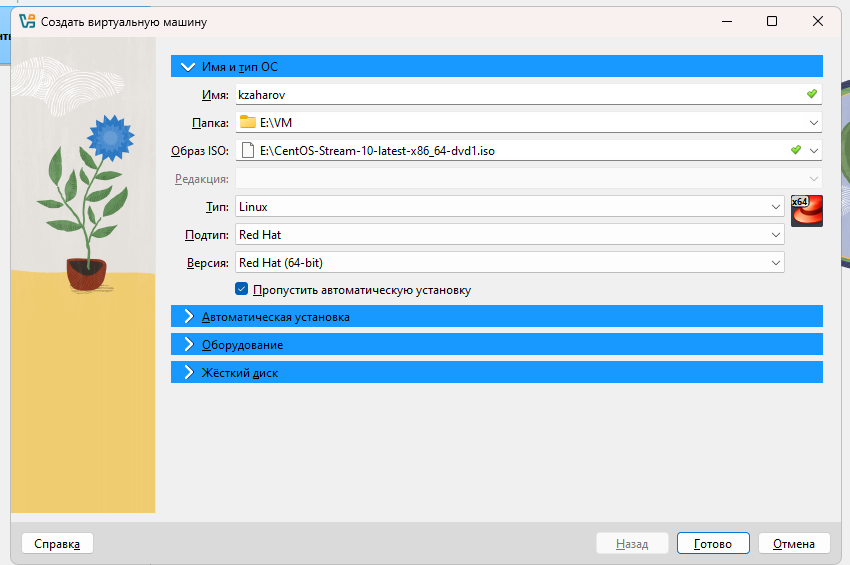 Создать виртуальную машину
Имя и тип ОС
Имя: kzaharov
Папка: E:\VM
Образ ISO: E:\CentOS-Stream-10-latest-x86_64-dvd1.iso
Редакция:
Тип: Linux
x64
Подтип: Red Hat
Версия: Red Hat (64-bit)
Пропустить автоматическую установку
Автоматическая установка
Оборудование
Жёсткий диск
Справка Назад Готово Отмена